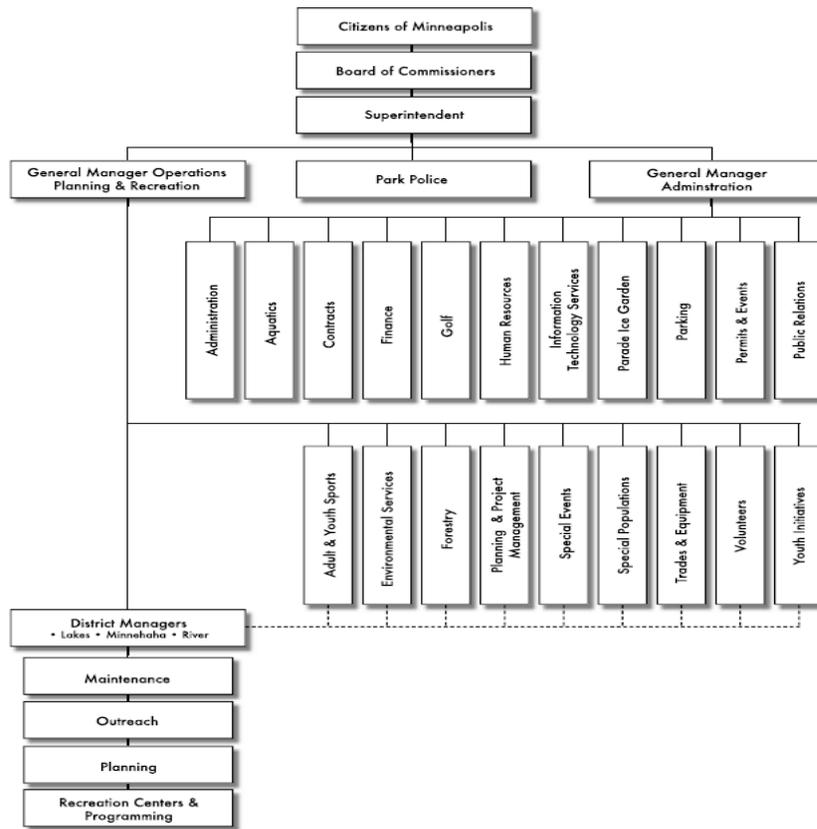 Citizens of Minneapolis
Board of Commissioners
Superintendent
General Manager Operations
Planning & Recreation
Park Police
General Manager
Adminstration
Administration
Aquatics
Contracts
Finance
Golf
Human Resources
Information
Technology Services
Parade Ice Garden
Parking
Permits & Events
Public Relations
Adult & Youth Sports
Environmental Services
Forestry
Planning & Project
Management
Special Events
Special Populations
Trades & Equipment
Volunteers
Youth Initiatives
District Managers
• Lakes • Minnehaha • River
Maintenance
Outreach
Planning
Recreation Centers &
Programming